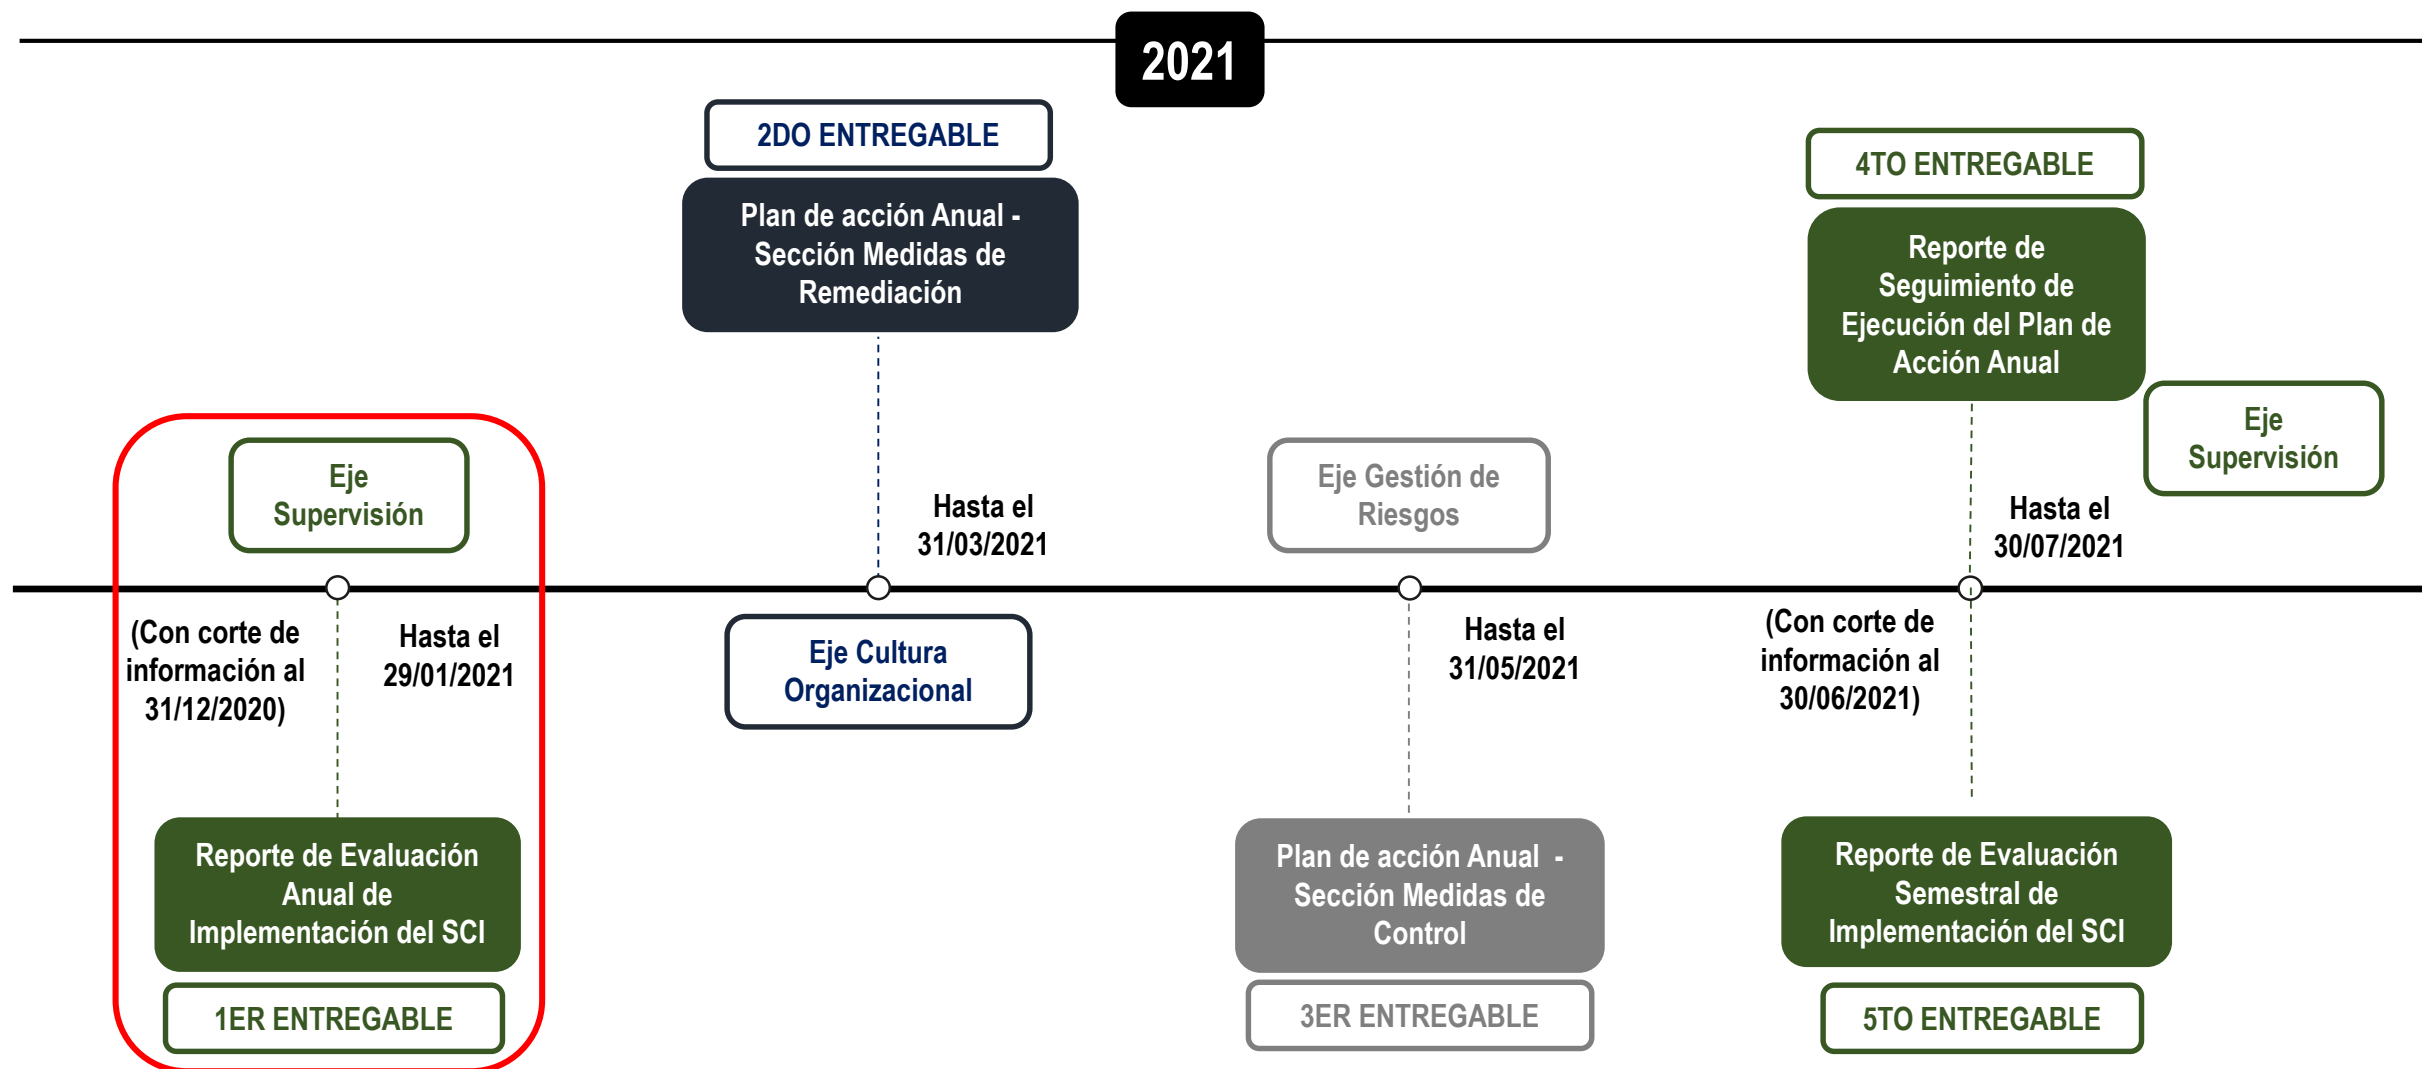 2021
2DO ENTREGABLE
Plan de acción Anual -
Sección Medidas de
Remediación
4TO ENTREGABLE
Reporte de
Seguimiento de
Ejecución del Plan de
Acción Anual
Eje
Supervisión
Eje
Supervisión
Hasta el
31/03/2021
Eje Gestión de
Riesgos
Hasta el
30/07/2021
(Con corte de
información al
31/12/2020)
Hasta el
29/01/2021
Eje Cultura
Organizacional
Hasta el
31/05/2021
(Con corte de
información al
30/06/2021)
Reporte de Evaluación
Anual de
Implementación del SCI
1ER ENTREGABLE
Plan de acción Anual  -
Sección Medidas de
Control
3ER ENTREGABLE
Reporte de Evaluación
Semestral de
Implementación del SCI
5TO ENTREGABLE